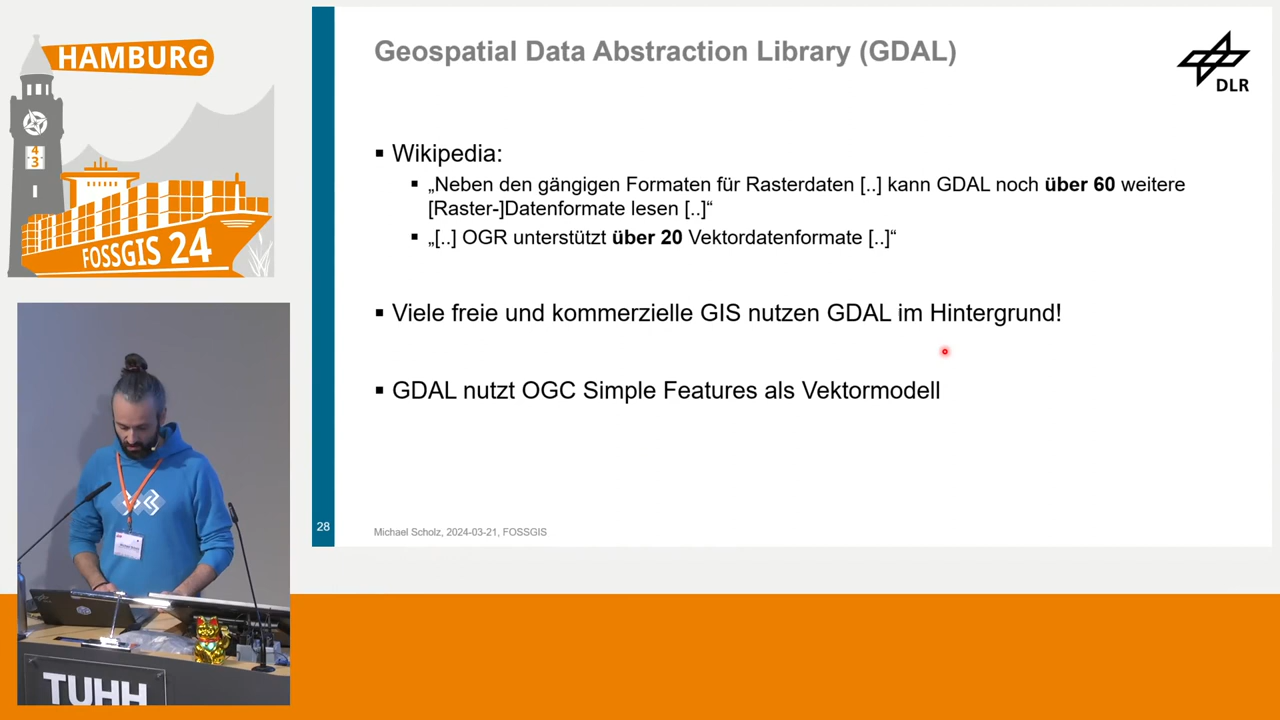 HAMBURG
4
3
FOSSGIS 24
Geospatial Data Abstraction Library (GDAL)
DLR
▪ Wikipedia:
▪ „Neben den gängigen Formaten für Rasterdaten [..] kann GDAL noch über 60 weitere
[Raster-]Datenformate lesen [..]“
▪ „[..] OGR unterstützt über 20 Vektordatenformate [..]“
▪ Viele freie und kommerzielle GIS nutzen GDAL im Hintergrund!
▪ GDAL nutzt OGC Simple Features als Vektormodell
28
Michael Scholz, 2024-03-21, FOSSGIS
TUHH